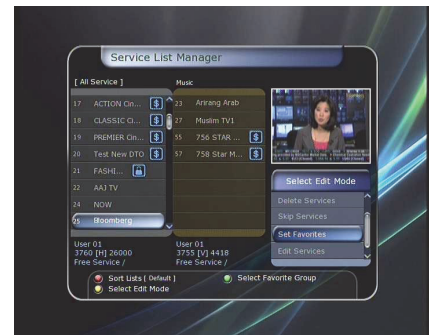 Service List Manager
[ All Service ]
Music
17 ACTION Cin... $
18 CLASSIC Ci... $
19 PREMIER Cin... $
20 Test New DTO $
21 FASHI...
22 AAJ TV
24 NOW
25 Bloomberg
23 Arirang Arab
27 Muslim TV1
55 756 STAR ... $
57 758 Star M... $
Select Edit Mode
Delete Services
Skip Services
Set Favorites
Edit Services
User 01
3760 [H] 26000
Free Service /
User 01
3755 [V] 4418
Free Service /
Sort Lists [ Default ]
Select Favorite Group
Select Edit Mode